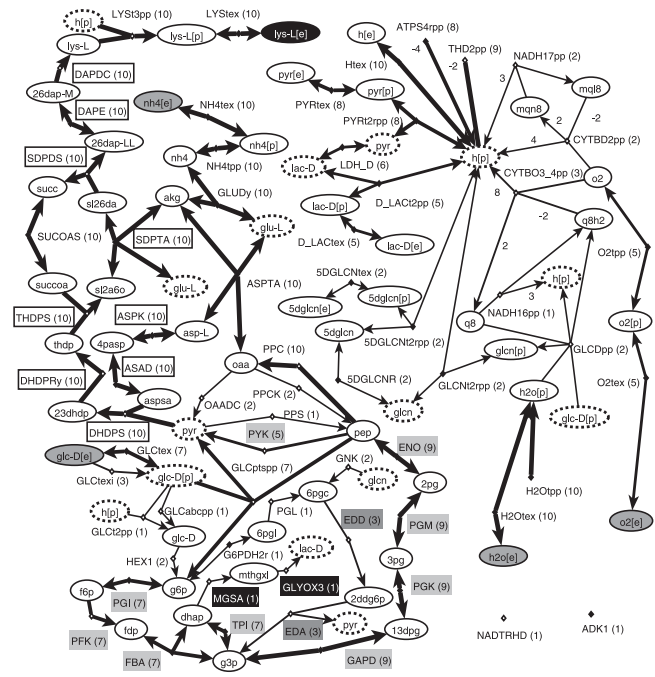 h[p]
LYSt3pp (10)
LYStex (10)
lys-L
lys-L[p]
lys-L[e]
h[e]
ATPS4rpp (8)
-4
THD2pp (9)
-2
Htex (10)
NADH17pp (2)
3
mql8
mqn8
-2
2
4
CYTBD2pp (2)
DAPDC (10)
26dap-M
DAPE (10)
26dap-LL
SDPDS (10)
nh4[e]
NH4tex (10)
nh4
nh4[p]
NH4tpp (10)
pyr[e]
pyr[p]
PYRtex (8)
PYRt2rpp (8)
pyr
lac-D
LDH_D (6)
h[p]
CYTBO3_4pp (3)
8
o2
succ
sl26da
akg
GLUDy (10)
glu-L
lac-D[p]
D_LACt2pp (5)
D_LACtex (5)
lac-D[e]
-2
q8h2
2
SUCOAS (10)
SDPTA (10)
O2tpp (5)
succoa
sl2a6o
glu-L
ASPTA (10)
5DGLCNtex (2)
5dglcn[e]
5dglcn[p]
h[p]
3
NADH16pp (1)
THDPS (10)
ASPK (10)
thdp
4pasp
asp-L
5dglcn
5DGLCNt2rpp (2)
q8
glcn[p]
GLCDpp (2)
o2[p]
ASAD (10)
PPC (10)
oaa
DHDPRy (10)
aspsa
5DGLCNR (2)
GLCNt2rpp (2)
h2o[p]
O2tex (5)
23dhdp
PPCK (2)
OAADC (2)
PPS (1)
glcn
glc-D[p]
DHDPS (10)
pyr
PYK (5)
pep
glc-D[e]
GLCtex (7)
GLCptspp (7)
ENO (9)
GLCtexi (3)
glc-D[p]
GNK (2)
glcn
2pg
H2Otpp (10)
6pgc
h[p]
GLCabcpp (1)
PGL (1)
EDD (3)
PGM (9)
H2Otex (10)
o2[e]
GLCt2pp (1)
glc-D
6pgl
G6PDH2r (1)
lac-D
3pg
h2o[e]
HEX1 (2)
mthgxl
GLYOX3 (1)
f6p
g6p
MGSA (1)
PGK (9)
PGI (7)
2ddg6p
dhap
fdp
TPI (7)
EDA (3)
pyr
13dpg
PFK (7)
FBA (7)
g3p
GAPD (9)
NADTRHD (1)
ADK1 (1)